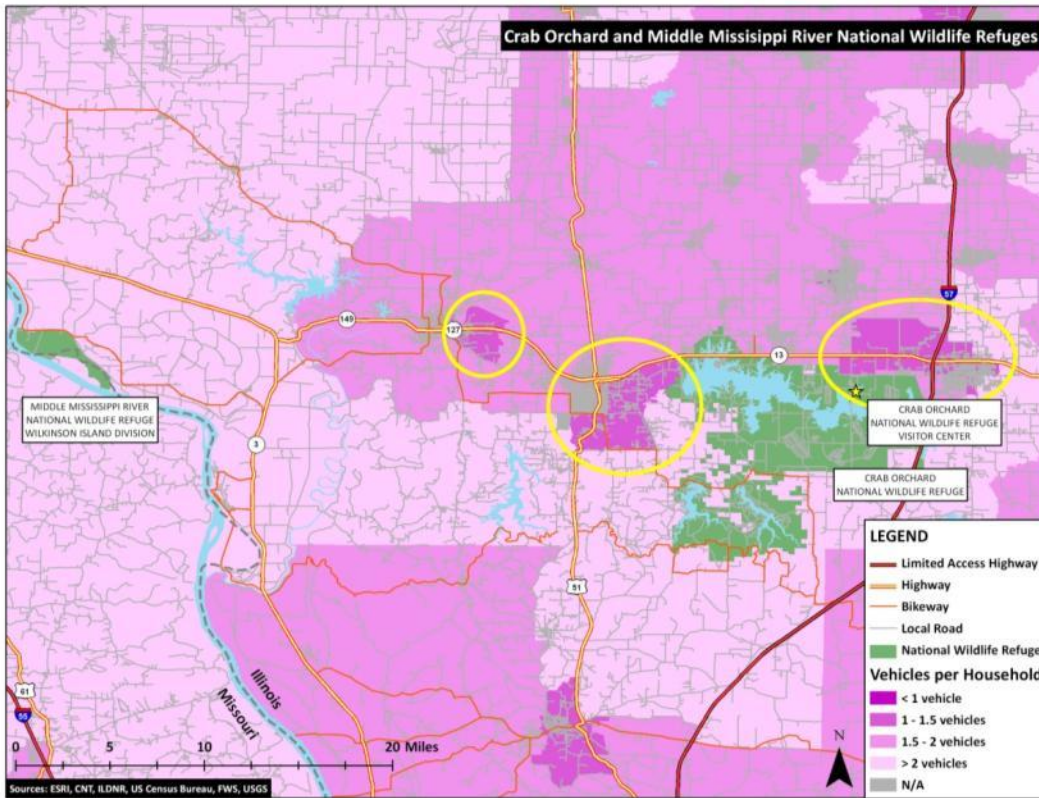 Crab Orchard and Middle Missisippi River National Wildlife Refuges
57
149
127
13
MIDDLE MISSISSIPPI RIVER
NATIONAL WILDLIFE REFUGE
WILKINSON ISLAND DIVISION
CRAB ORCHARD
NATIONAL WILDLIFE REFUGE
VISITOR CENTER
3
CRAB ORCHARD
NATIONAL WILDLIFE REFUGE
51
61
55
Illinois
Missouri
0 5 10 20 Miles
N
LEGEND
Limited Access Highway
Highway
Bikeway
Local Road
National Wildlife Refuge
Vehicles per Household
< 1 vehicle
1 - 1.5 vehicles
1.5 - 2 vehicles
> 2 vehicles
N/A
Sources: ESRI, CNT, ILDNR, US Census Bureau, FWS, USGS